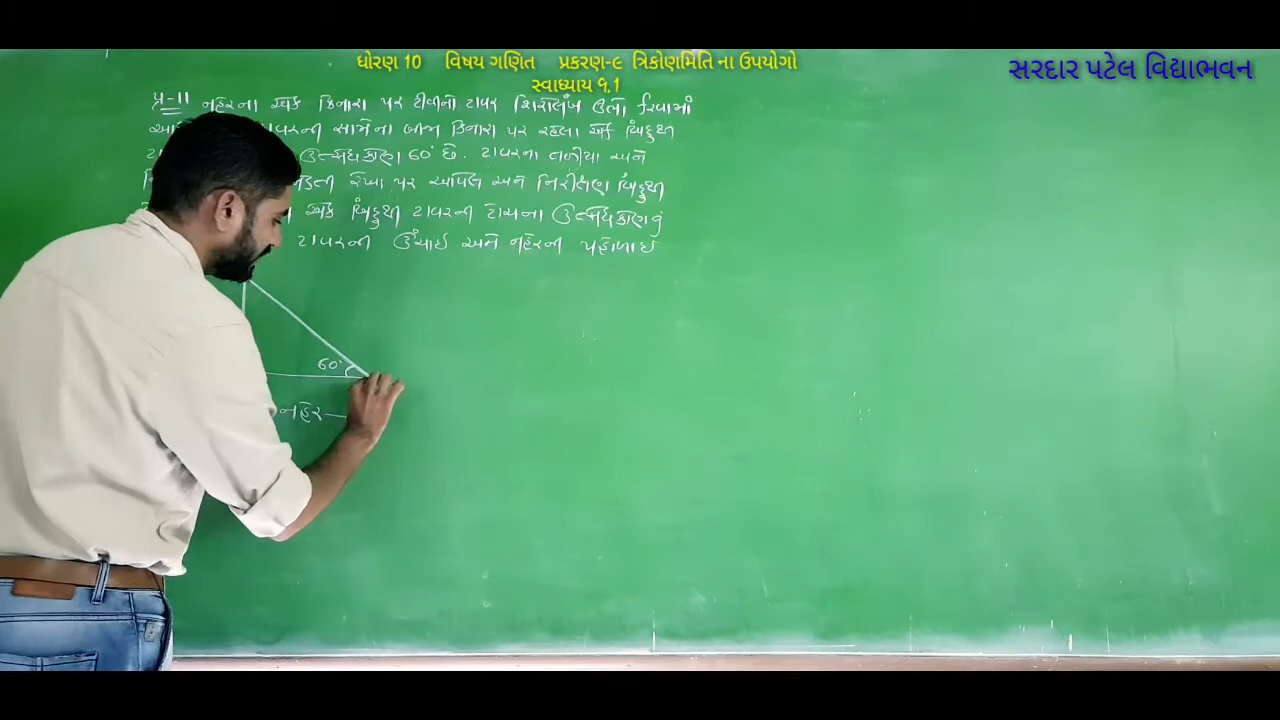 ધોરણ 10 વિષય ગણિત પ્રકરણ-૯ ત્રિકોણમિતિ ના ઉપયોગો
સરદાર પટેલ વિદ્યાભવન
સ્વાધ્યાય ૧.1
પ્ર-11 નહેરના એક કિનારા પર ટીવીનો ટાવર શિરોલંબ ઉભો
ટાવરની સામેના બીજા કિનારા પર રહેલા એક બિંદુથી
ઉત્સેધકોણ 60° છે. ટાવરના તળીયા અને
રેખા પર આવેલ અને નિરીક્ષણ બિંદુથી
એક બિંદુથી ટાવરની ટોચના ઉત્સેધકોણનું
ટાવરની ઉંચાઇ અને નહેરની પહોળાઇ
60°
નહેર